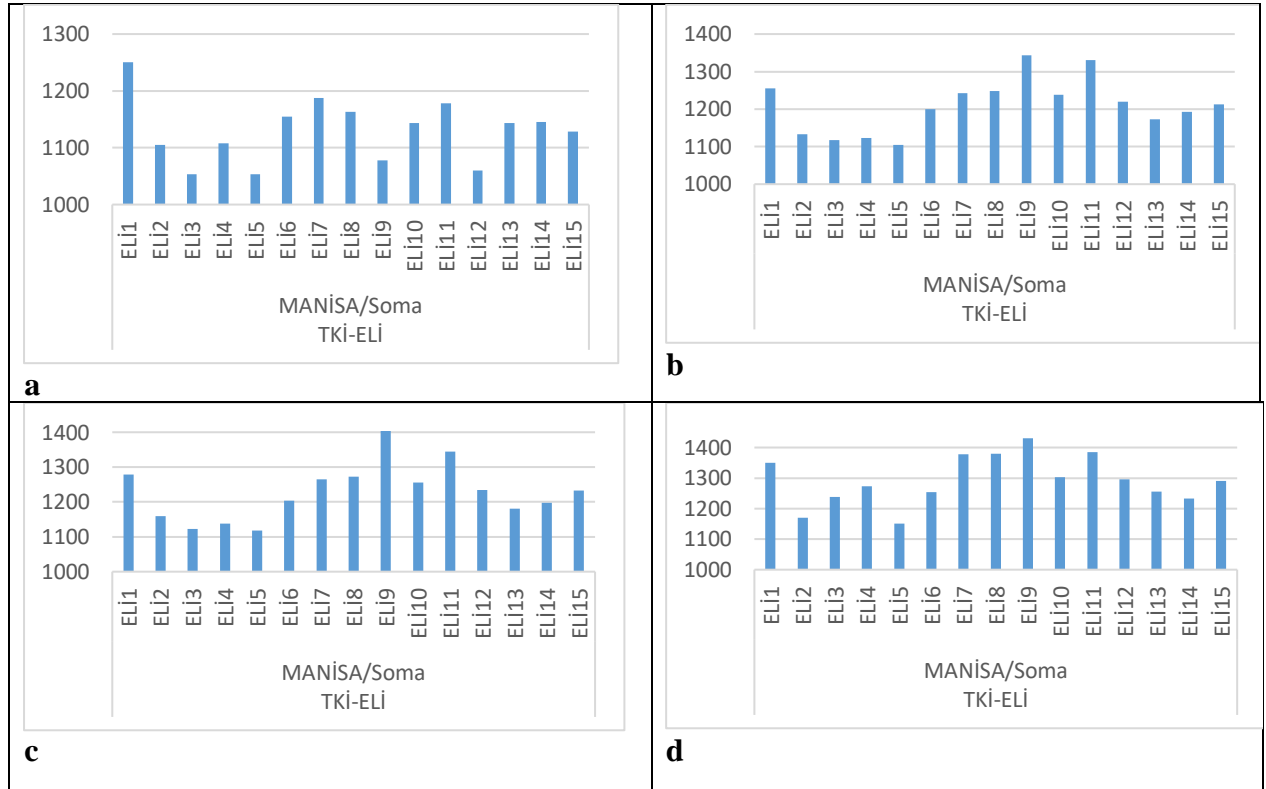 1300
1200
1100
1000
ELİ1
ELİ2
ELİ3
ELİ4
ELİ5
ELİ6
ELİ7
ELİ8
ELİ9
ELİ10
ELİ11
ELİ12
ELİ13
ELİ14
ELİ15
MANİSA/Soma
TKİ-ELİ
a
1400
1300
1200
1100
1000
ELİ1
ELİ2
ELİ3
ELİ4
ELİ5
ELİ6
ELİ7
ELİ8
ELİ9
ELİ10
ELİ11
ELİ12
ELİ13
ELİ14
ELİ15
MANİSA/Soma
TKİ-ELİ
b
1400
1300
1200
1100
1000
ELİ1
ELİ2
ELİ3
ELİ4
ELİ5
ELİ6
ELİ7
ELİ8
ELİ9
ELİ10
ELİ11
ELİ12
ELİ13
ELİ14
ELİ15
MANİSA/Soma
TKİ-ELİ
c
1400
1300
1200
1100
1000
ELİ1
ELİ2
ELİ3
ELİ4
ELİ5
ELİ6
ELİ7
ELİ8
ELİ9
ELİ10
ELİ11
ELİ12
ELİ13
ELİ14
ELİ15
MANİSA/Soma
TKİ-ELİ
d